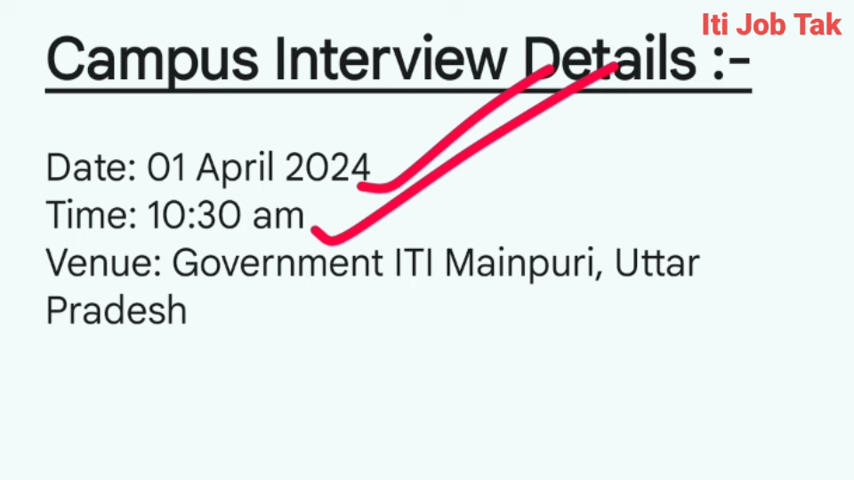 Iti Job Tak
Campus Interview Details :-
Date: 01 April 2024
Time: 10:30 am
Venue: Government ITI Mainpuri, Uttar
Pradesh